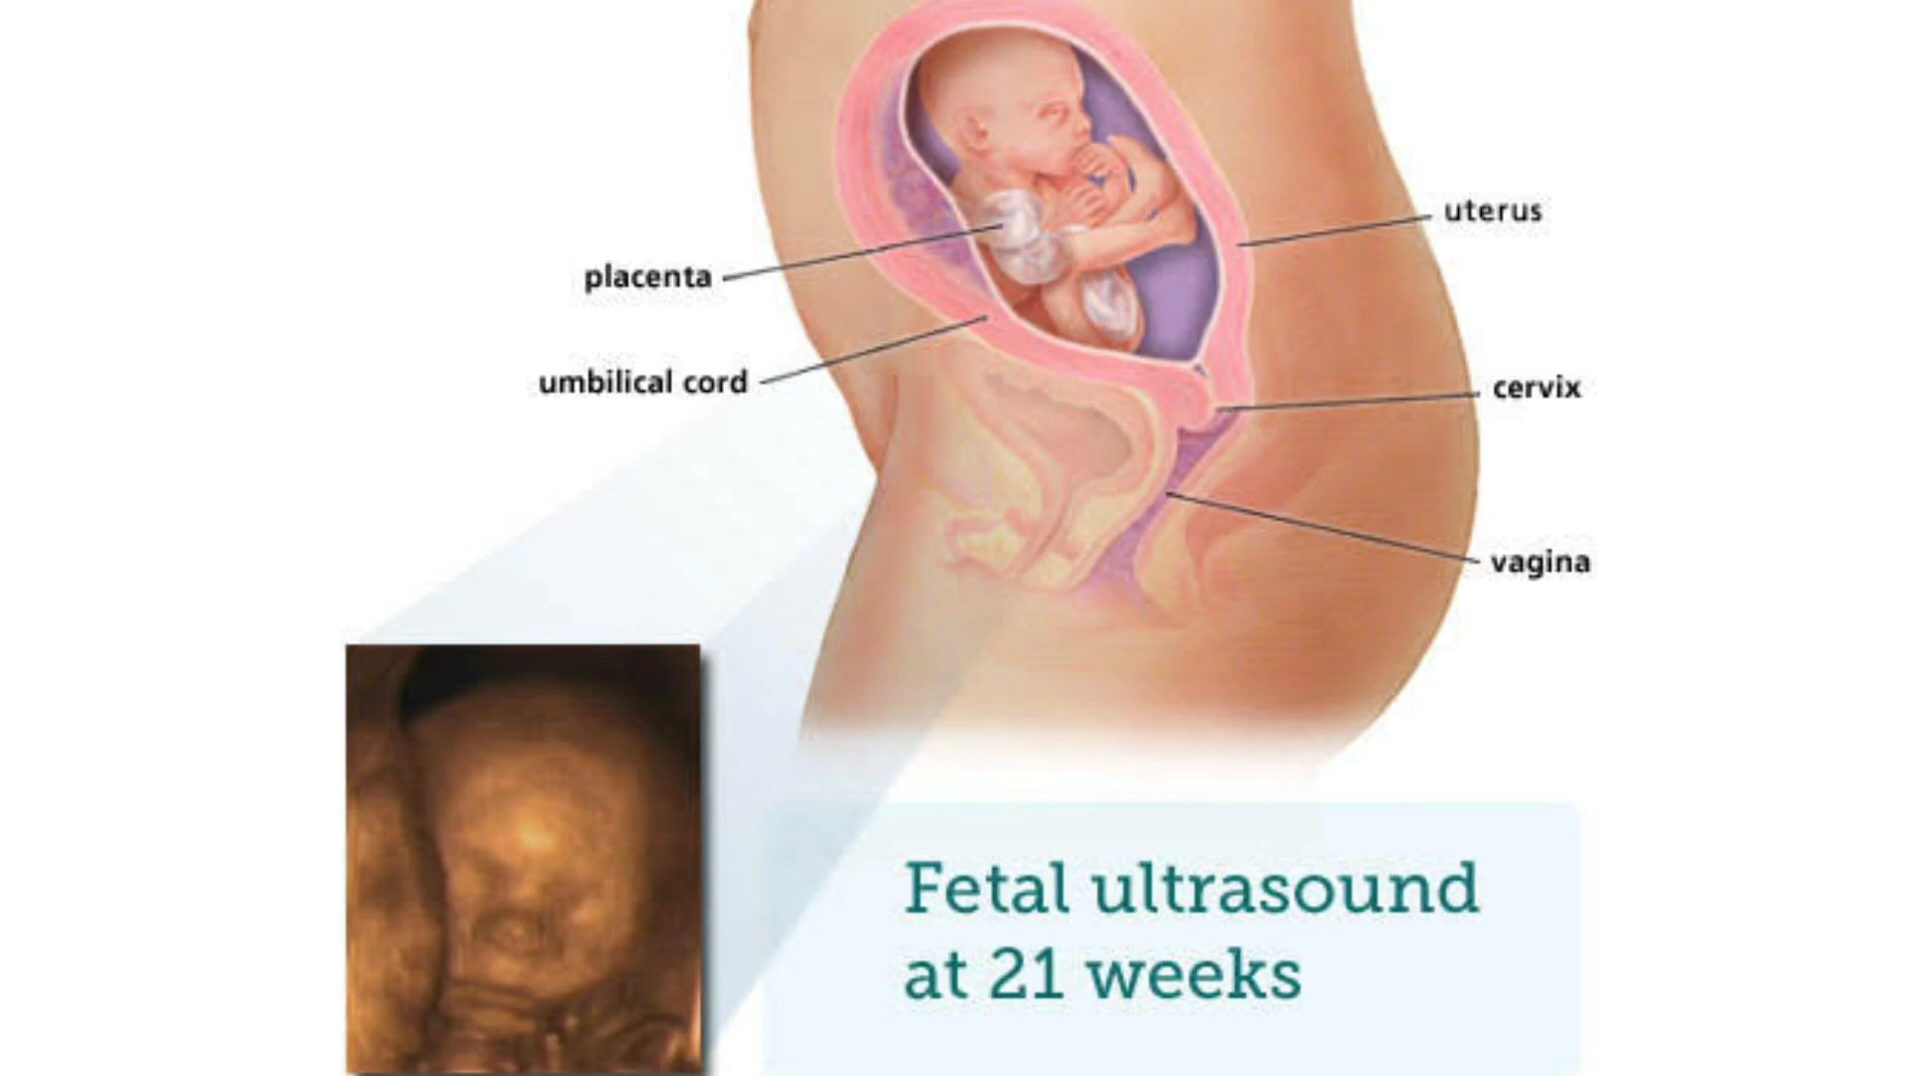 uterus
placenta
umbilical cord
cervix
vagina
Fetal ultrasound
at 21 weeks